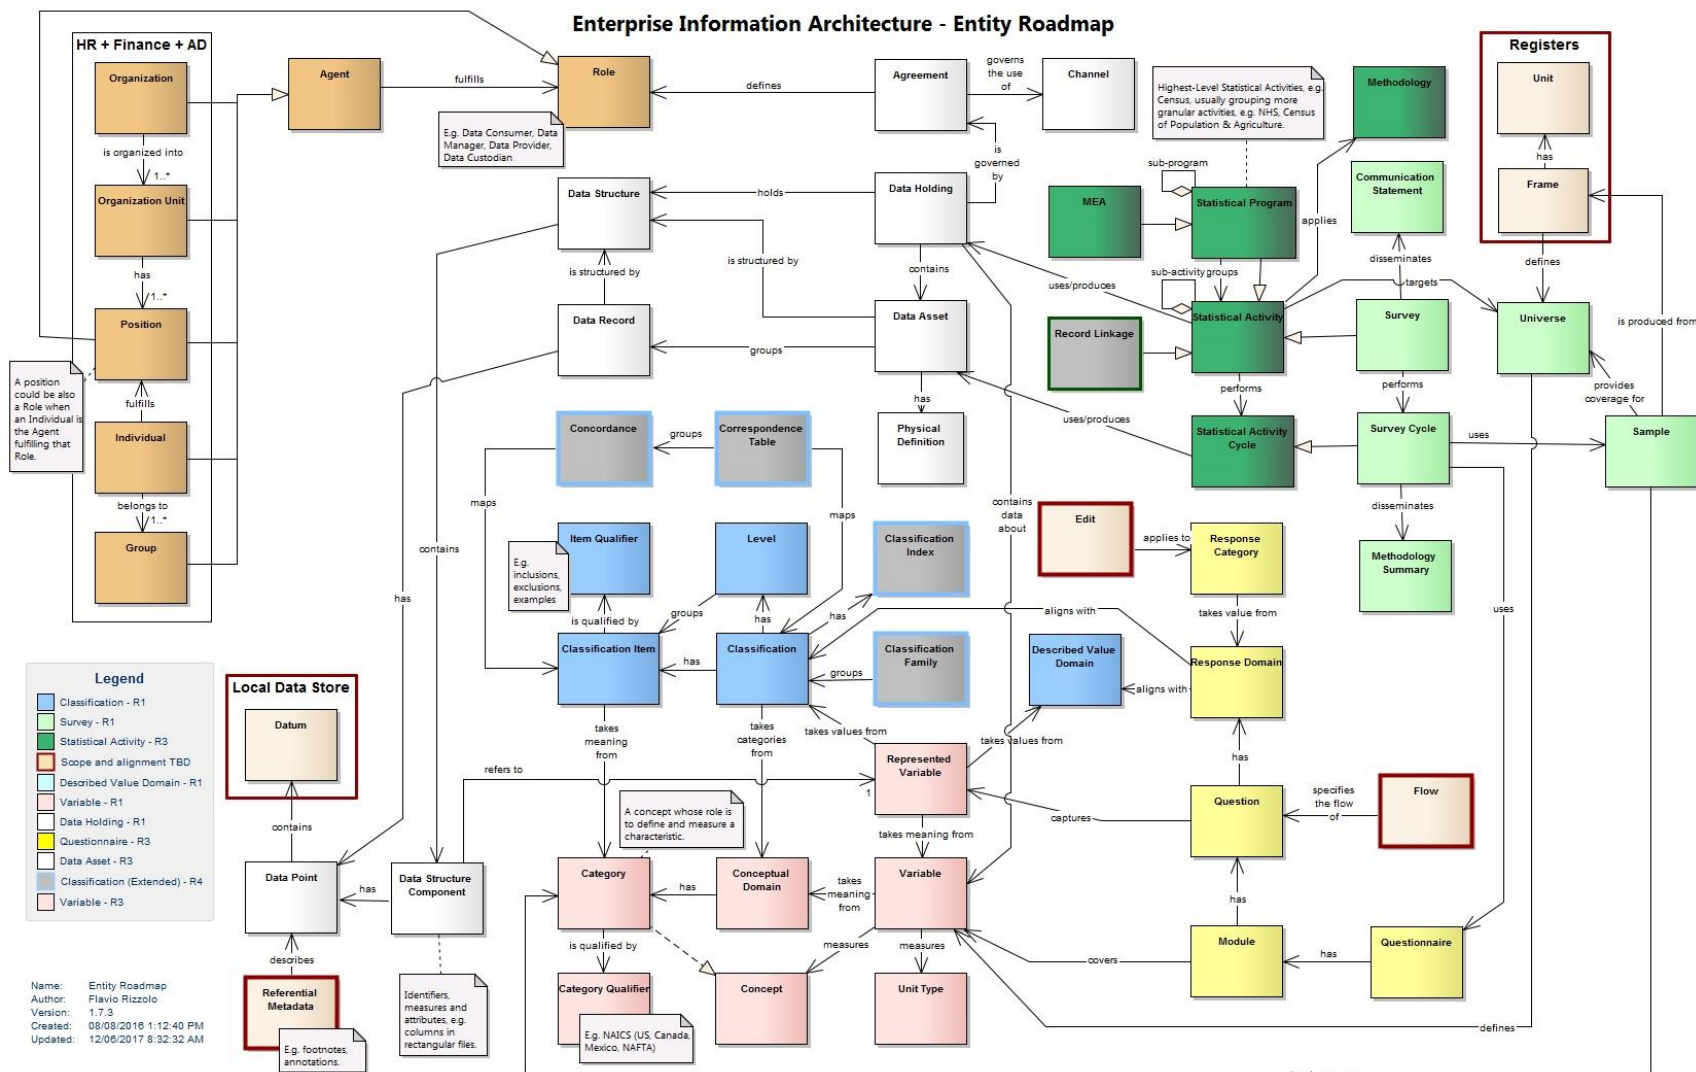 Enterprise Information Architecture - Entity Roadmap
HR + Finance + AD
Organization
is organized into
1..*
Organization Unit
has
1..*
Position
A position
could be also
a Role when
an Individual is
the Agent
fulfilling that
Role.
fulfills
Individual
belongs to
1..*
Group
Agent
fulfills
Role
E.g. Data Consumer, Data
Manager, Data Provider,
Data Custodian
defines
Agreement
governs
the use
of
Channel
is
governed
by
Data Structure
holds
Data Holding
is structured by
is structured by
contains
Data Record
groups
Data Asset
has
Physical
Definition
uses/produces
uses/produces
Highest-Level Statistical Activities, e.g.
Census, usually grouping more
granular activities, e.g. NHS, Census
of Population & Agriculture.
Methodology
sub-program
MEA
Statistical Program
applies
sub-activity
groups
Statistical Activity
Record Linkage
performs
Statistical Activity
Cycle
Communication
Statement
disseminates
targets
Survey
performs
Survey Cycle
uses
disseminates
Methodology
Summary
uses
Registers
Unit
has
Frame
defines
Universe
is produced from
provides
coverage for
Sample
Concordance
groups
Correspondence
Table
maps
maps
contains
has
Item Qualifier
E.g.
inclusions,
exclusions,
examples
Level
Classification
Index
is qualified by
groups
has
has
Classification Item
has
Classification
groups
Classification
Family
contains
data
about
Edit
applies to
Response
Category
takes value from
aligns with
Described Value
Domain
aligns with
Response Domain
takes
meaning
from
takes
categories
from
takes values from
takes values from
has
Represented
Variable
1
refers to
captures
Question
specifies
the flow
of
Flow
A concept whose role is
to define and measure a
characteristic.
takes meaning from
has
Category
has
Conceptual
Domain
takes
meaning
from
Variable
is qualified by
measures
measures
covers
Module
has
Questionnaire
Category Qualifier
E.g. NAICS (US, Canada,
Mexico, NAFTA)
Concept
Unit Type
defines
Legend
Classification - R1
Survey - R1
Statistical Activity - R3
Scope and alignment TBD
Described Value Domain - R1
Variable - R1
Data Holding - R1
Questionnaire - R3
Data Asset - R3
Classification (Extended) - R4
Variable - R3
Local Data Store
Datum
contains
Data Point
has
Data Structure
Component
describes
Referential
Metadata
E.g. footnotes,
annotations.
Identifiers,
measures and
attributes, e.g.
columns in
rectangular files.
Name: Entity Roadmap
Author: Flavio Rizzolo
Version: 1.7.3
Created: 08/08/2016 1:12:40 PM
Updated: 12/06/2017 8:32:32 AM